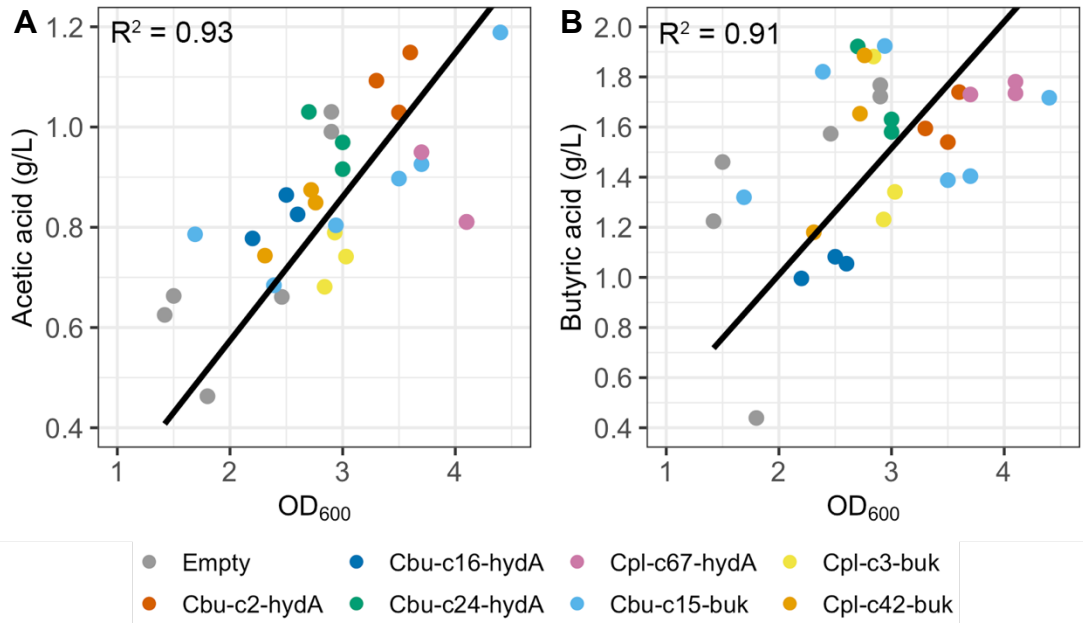 A
R² = 0.93
Acetic acid (g/L)
1.2
1.0
0.8
0.6
0.4
1 2 3 4
OD₆₀₀
B
R² = 0.91
Butyric acid (g/L)
2.0
1.8
1.6
1.4
1.2
1.0
0.8
0.6
0.4
1 2 3 4
OD₆₀₀
Empty Cbu-c16-hydA Cpl-c67-hydA Cpl-c3-buk
Cbu-c2-hydA Cbu-c24-hydA Cbu-c15-buk Cpl-c42-buk